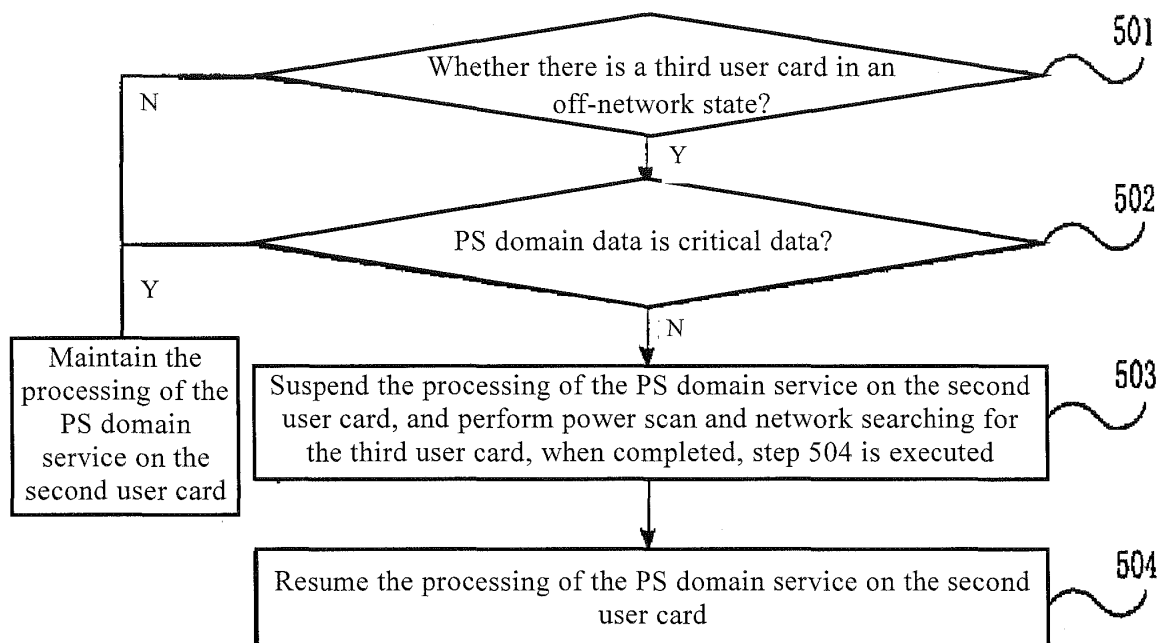 501
Whether there is a third user card in an
off-network state?
N
Y
502
PS domain data is critical data?
Y
N
Maintain the
processing of the
PS domain
service on the
second user card
503
Suspend the processing of the PS domain service on the second
user card, and perform power scan and network searching for
the third user card, when completed, step 504 is executed
504
Resume the processing of the PS domain service on the second
user card